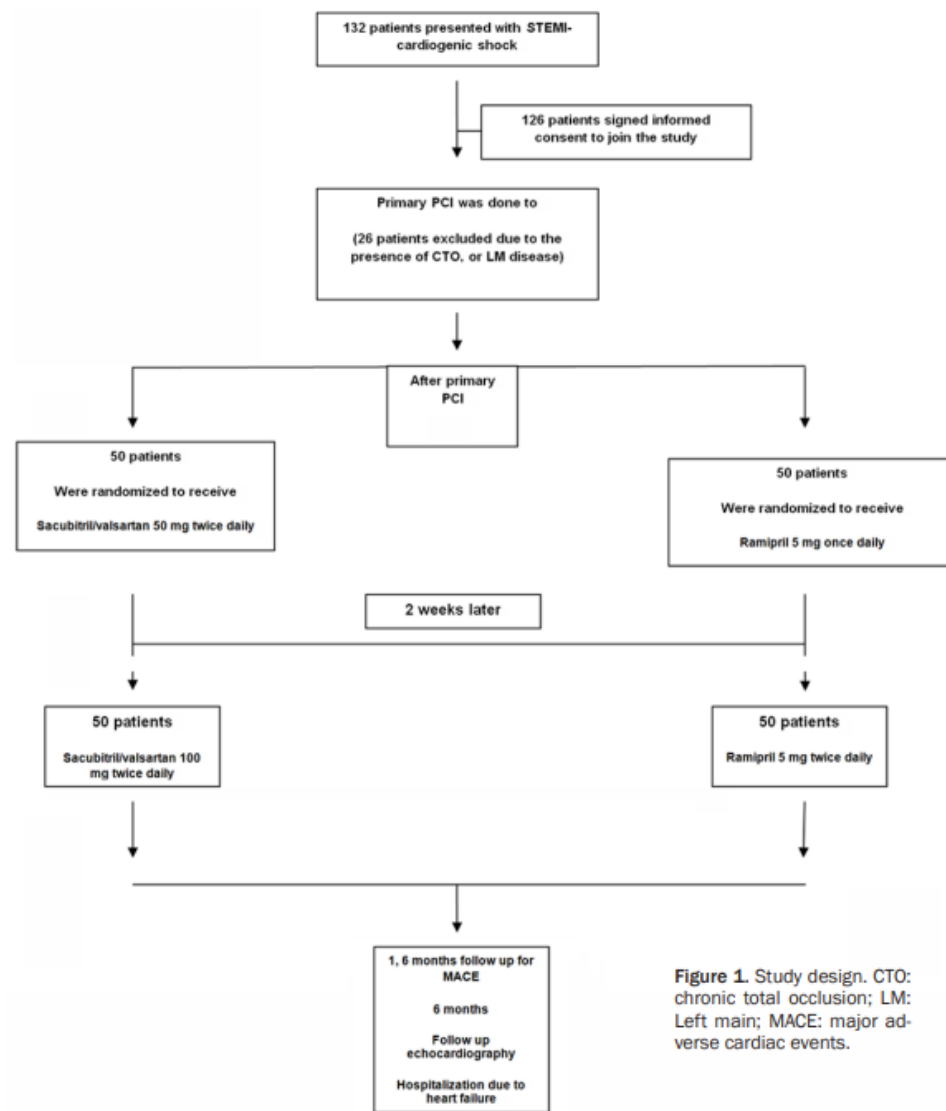 132 patients presented with STEMI-
cardiogenic shock
126 patients signed informed
consent to join the study
Primary PCI was done to
(26 patients excluded due to the
presence of CTO, or LM disease)
After primary
PCI
50 patients
Were randomized to receive
Sacubitril/valsartan 50 mg twice daily
50 patients
Were randomized to receive
Ramipril 5 mg once daily
2 weeks later
50 patients
Sacubitril/valsartan 100
mg twice daily
50 patients
Ramipril 5 mg twice daily
1, 6 months follow up for
MACE
6 months
Follow up
echocardiography
Hospitalization due to
heart failure
Figure 1. Study design. CTO:
chronic total occlusion; LM:
Left main; MACE: major ad-
verse cardiac events.